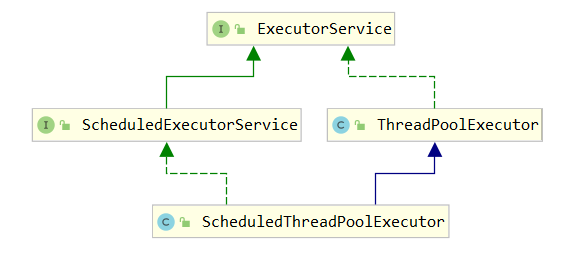 I ExecutorService
I ScheduledExecutorService
C ThreadPoolExecutor
C ScheduledThreadPoolExecutor